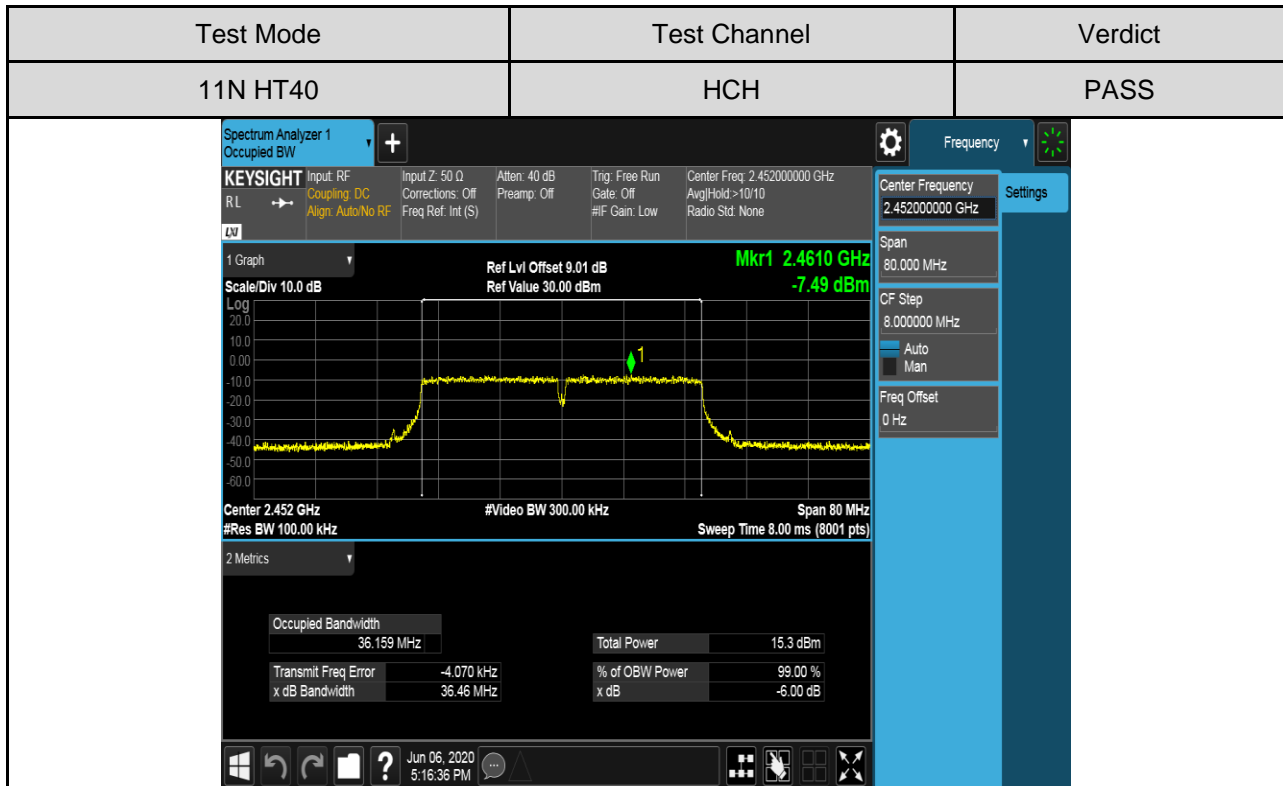 Test Mode Test Channel Verdict
11N HT40 HCH PASS
Spectrum Analyzer 1
Occupied BW
+
Frequency
KEYSIGHT
RL
LXI
Input: RF
Coupling: DC
Align: Auto/No RF
Input Z: 50 Ω
Corrections: Off
Freq Ref: Int (S)
Atten: 40 dB
Preamp: Off
Trig: Free Run
Gate: Off
#IF Gain: Low
Center Freq: 2.452000000 GHz
Avg|Hold:>10/10
Radio Std: None
Center Frequency
2.452000000 GHz
Settings
Span
80.000 MHz
CF Step
8.000000 MHz
Auto
Man
Freq Offset
0 Hz
1 Graph
Scale/Div 10.0 dB
Ref Lvl Offset 9.01 dB
Ref Value 30.00 dBm
Mkr1 2.4610 GHz
-7.49 dBm
Log
20.0
10.0
0.00
-10.0
-20.0
-30.0
-40.0
-50.0
-60.0
1
Center 2.452 GHz
#Res BW 100.00 kHz
#Video BW 300.00 kHz
Span 80 MHz
Sweep Time 8.00 ms (8001 pts)
2 Metrics
Occupied Bandwidth
36.159 MHz
Transmit Freq Error -4.070 kHz
x dB Bandwidth 36.46 MHz
Total Power 15.3 dBm
% of OBW Power 99.00 %
x dB -6.00 dB
?
Jun 06, 2020
5:16:36 PM